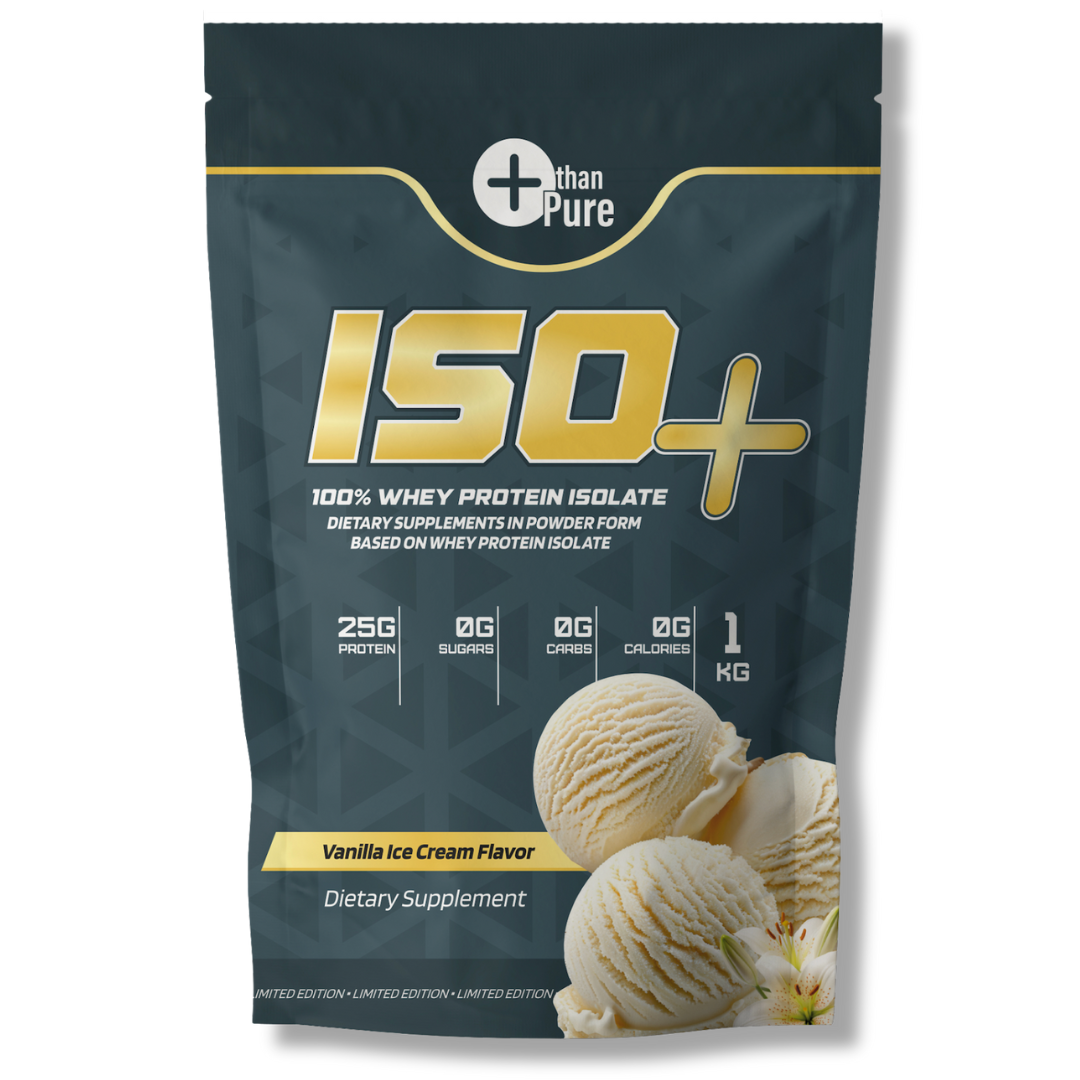 + than
Pure
ISO+
100% WHEY PROTEIN ISOLATE
DIETARY SUPPLEMENTS IN POWDER FORM
BASED ON WHEY PROTEIN ISOLATE
25G
PROTEIN
0G
SUGARS
0G
CARBS
0G
CALORIES
1
KG
Vanilla Ice Cream Flavor
Dietary Supplement
IMITED EDITION • LIMITED EDITION • LIMITED EDITION